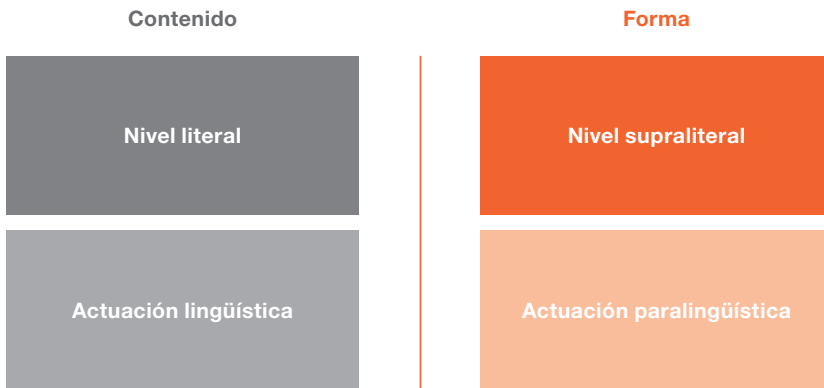 Contenido
Forma
Nivel literal
Nivel supraliteral
Actuación lingüística
Actuación paralingüística